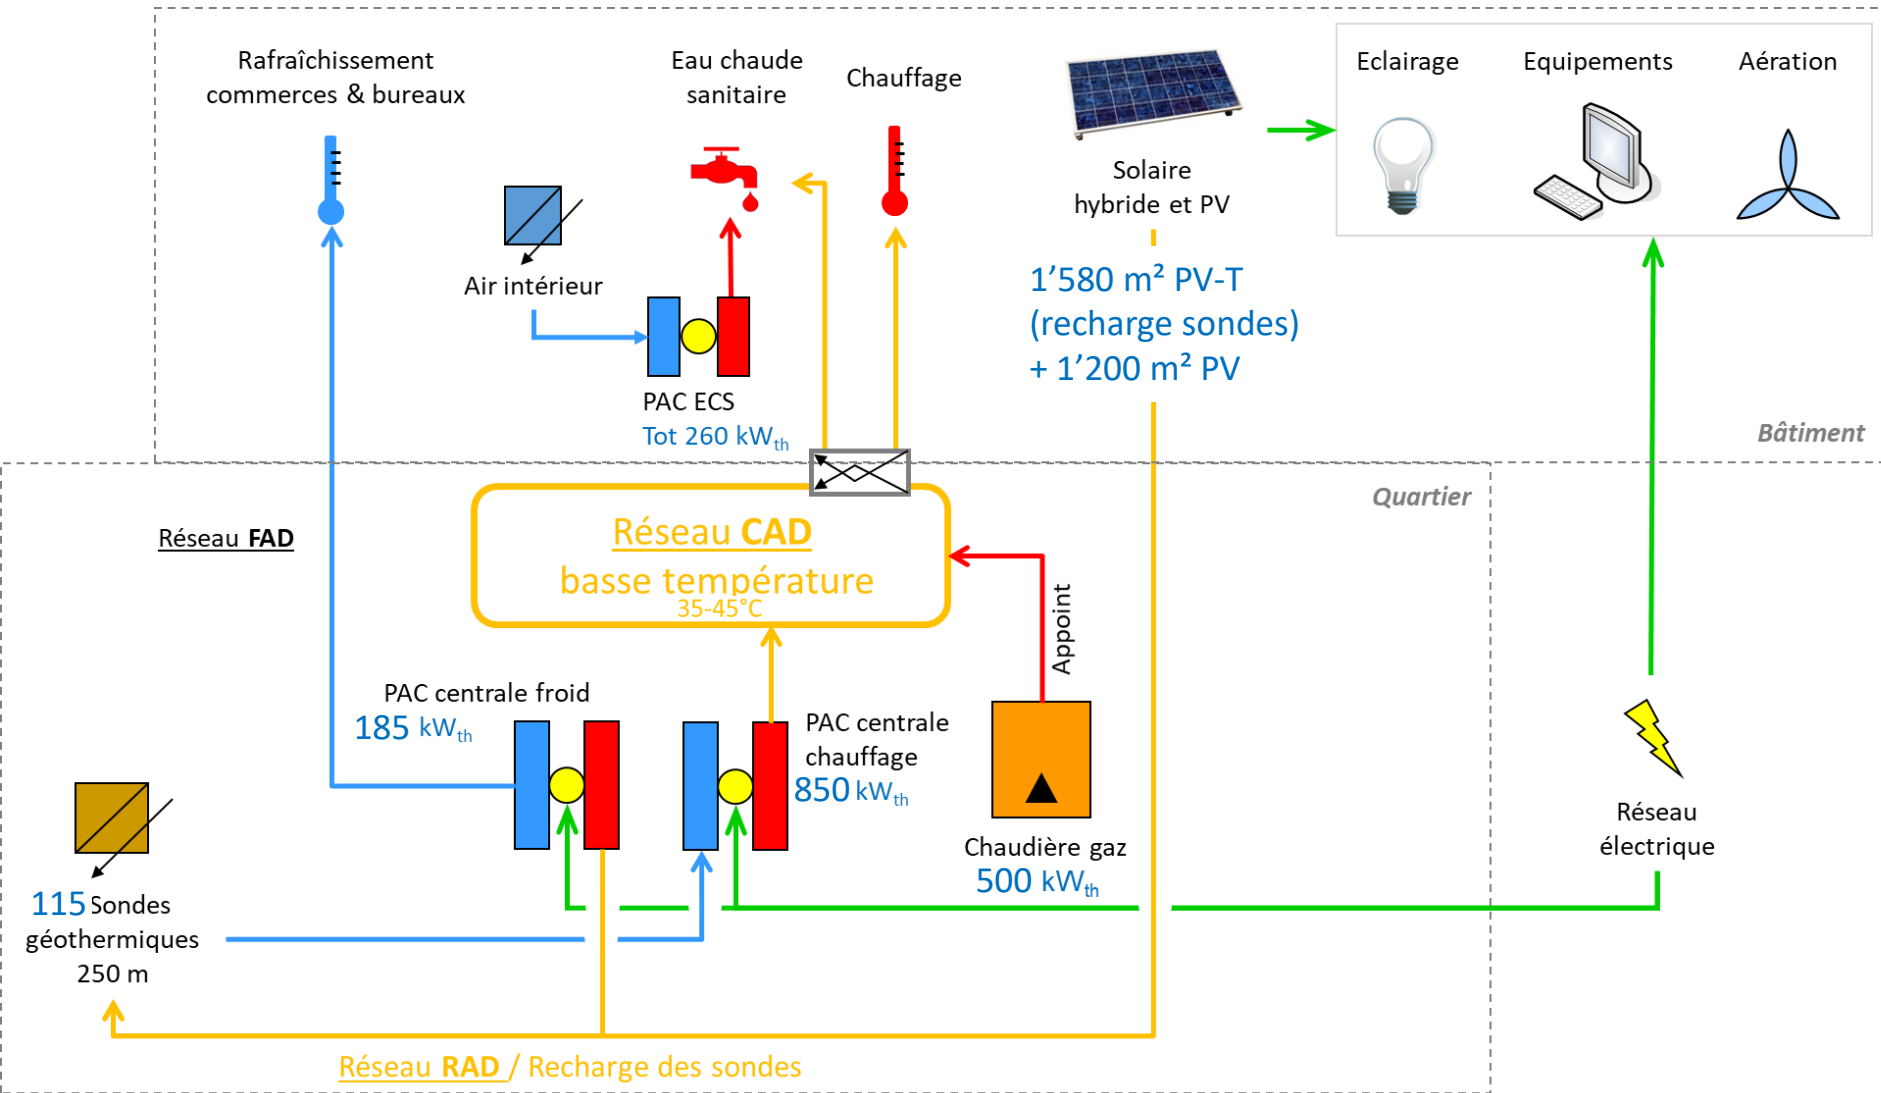 Rafraîchissement
commerces & bureaux
Eau chaude
sanitaire
Chauffage
Solaire
hybride et PV
Eclairage
Equipements
Aération
Air intérieur
1’580 m² PV-T
(recharge sondes)
+ 1’200 m² PV
PAC ECS
Tot 260 kWth
Bâtiment
Quartier
Réseau FAD
Réseau CAD
basse température
35-45°C
Appoint
PAC centrale froid
185 kWth
PAC centrale
chauffage
850 kWth
Chaudière gaz
500 kWth
Réseau
électrique
115 Sondes
géothermiques
250 m
Réseau RAD / Recharge des sondes